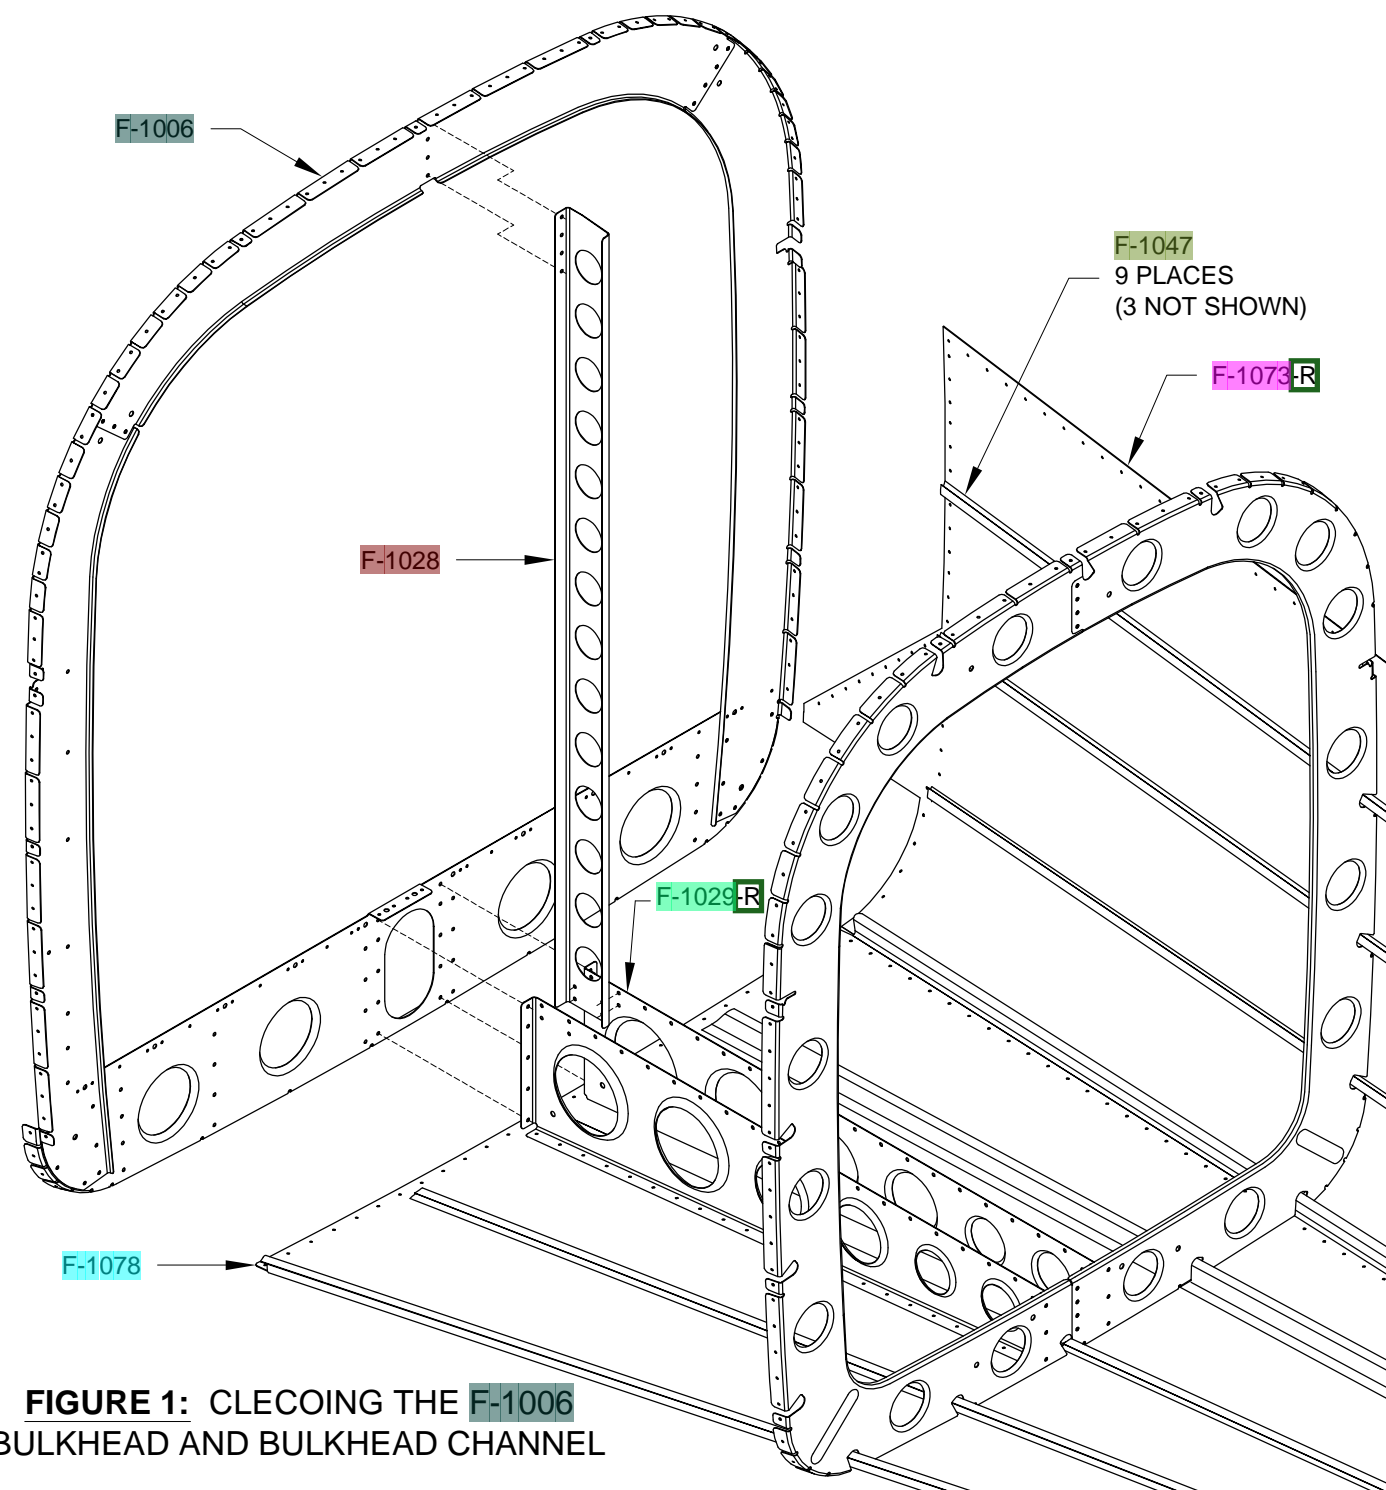 F-1006
F-1047
9 PLACES
(3 NOT SHOWN)
F-1073-R
F-1028
F-1029-R
F-1078
FIGURE 1: CLECOING THE F-1006
BULKHEAD AND BULKHEAD CHANNEL